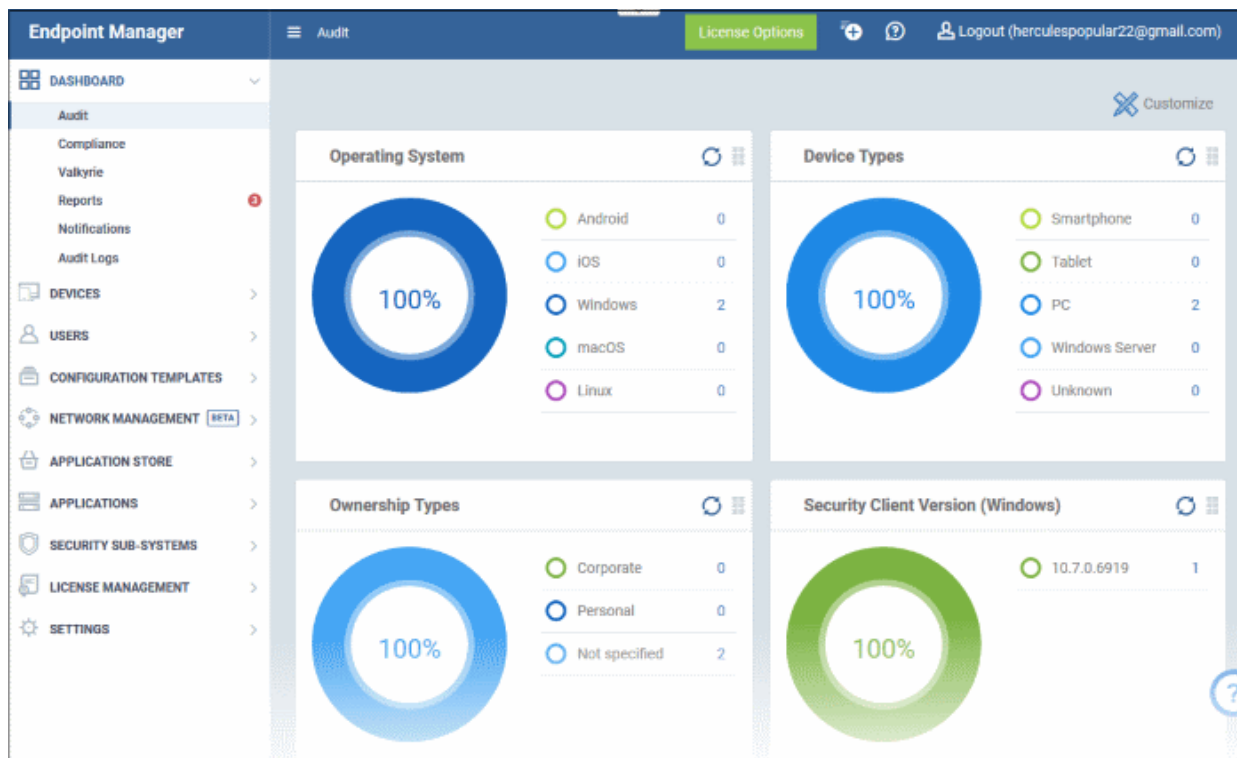 Endpoint Manager
Audit
License Options
Logout (herculespopular22@gmail.com)
DASHBOARD
Audit
Compliance
Valkyrie
Reports
3
Notifications
Audit Logs
DEVICES
USERS
CONFIGURATION TEMPLATES
NETWORK MANAGEMENT BETA
APPLICATION STORE
APPLICATIONS
SECURITY SUB-SYSTEMS
LICENSE MANAGEMENT
SETTINGS
Customize
Operating System
100%
Android 0
iOS 0
Windows 2
macOS 0
Linux 0
Device Types
100%
Smartphone 0
Tablet 0
PC 2
Windows Server 0
Unknown 0
Ownership Types
100%
Corporate 0
Personal 0
Not specified 2
Security Client Version (Windows)
100%
10.7.0.6919 1
?